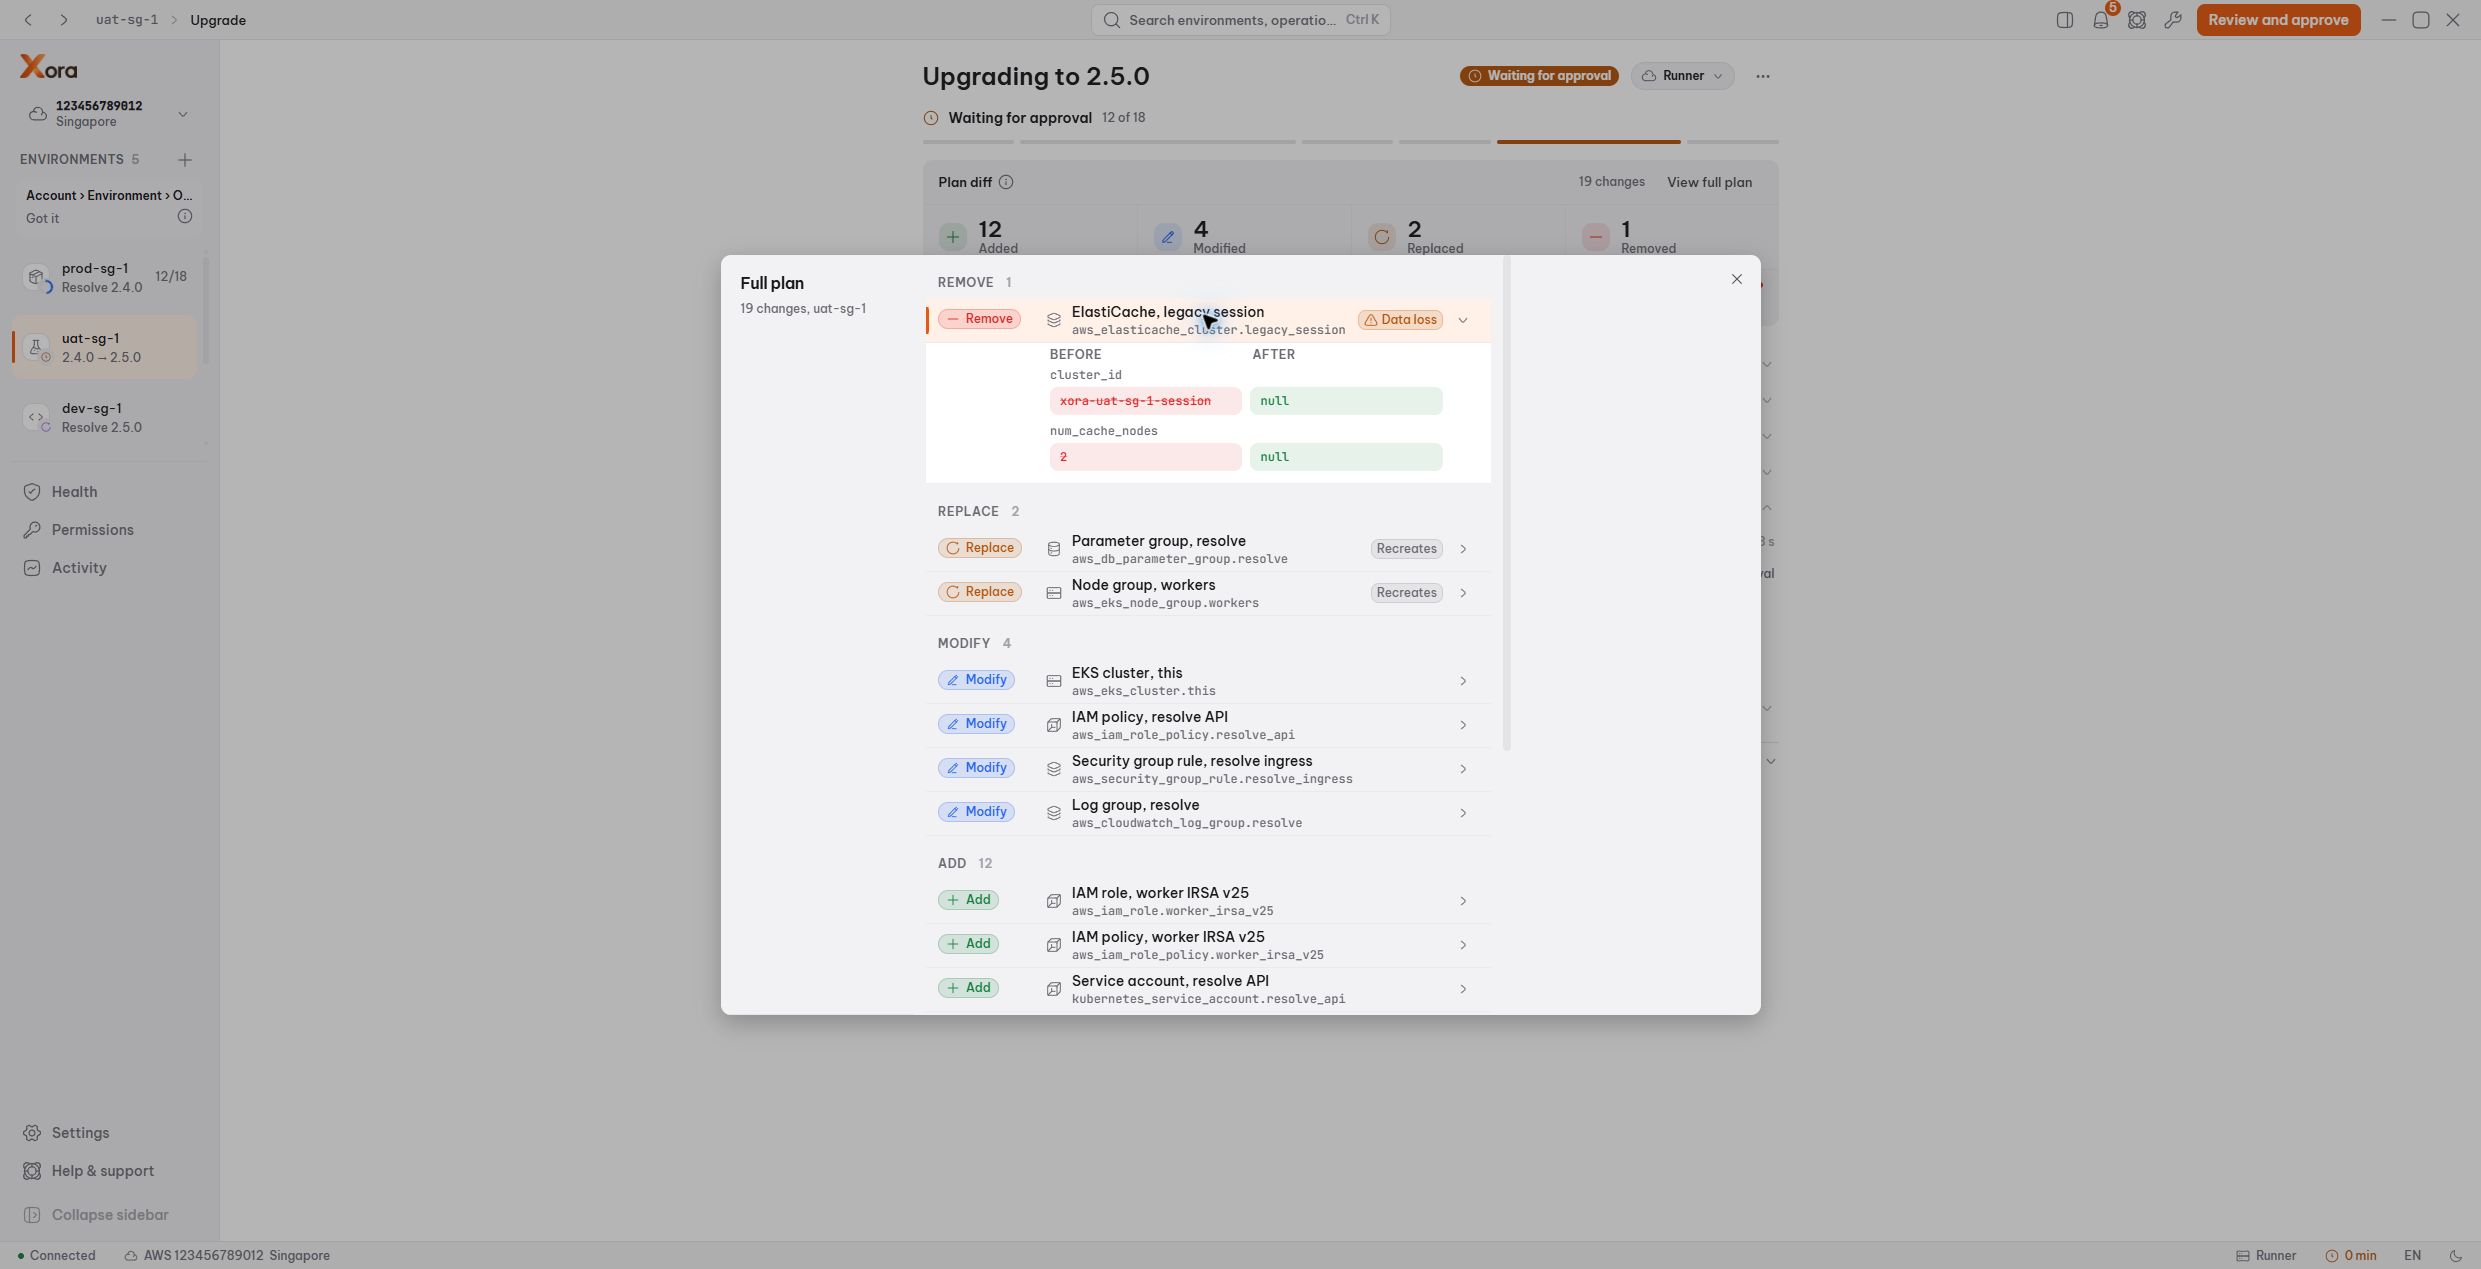 uat-sg-1 > Upgrade
Search environments, operatio... Ctrl K
5
Review and approve
Xora
123456789012
Singapore
ENVIRONMENTS 5
Account › Environment › O...
Got it
prod-sg-1
Resolve 2.4.0
12/18
uat-sg-1
2.4.0 → 2.5.0
dev-sg-1
Resolve 2.5.0
Health
Permissions
Activity
Settings
Help & support
Collapse sidebar
Upgrading to 2.5.0
Waiting for approval
Runner
Waiting for approval 12 of 18
Plan diff
19 changes
View full plan
12
Added
4
Modified
2
Replaced
1
Removed
Full plan
19 changes, uat-sg-1
REMOVE 1
Remove
ElastiCache, legacy session
aws_elasticache_cluster.legacy_session
Data loss
BEFORE AFTER
cluster_id
xora-uat-sg-1-session null
num_cache_nodes
2 null
REPLACE 2
Replace
Parameter group, resolve
aws_db_parameter_group.resolve
Recreates
Replace
Node group, workers
aws_eks_node_group.workers
Recreates
MODIFY 4
Modify
EKS cluster, this
aws_eks_cluster.this
Modify
IAM policy, resolve API
aws_iam_role_policy.resolve_api
Modify
Security group rule, resolve ingress
aws_security_group_rule.resolve_ingress
Modify
Log group, resolve
aws_cloudwatch_log_group.resolve
ADD 12
Add
IAM role, worker IRSA v25
aws_iam_role.worker_irsa_v25
Add
IAM policy, worker IRSA v25
aws_iam_role_policy.worker_irsa_v25
Add
Service account, resolve API
kubernetes_service_account.resolve_api
Connected
AWS 123456789012 Singapore
Runner
0 min
EN